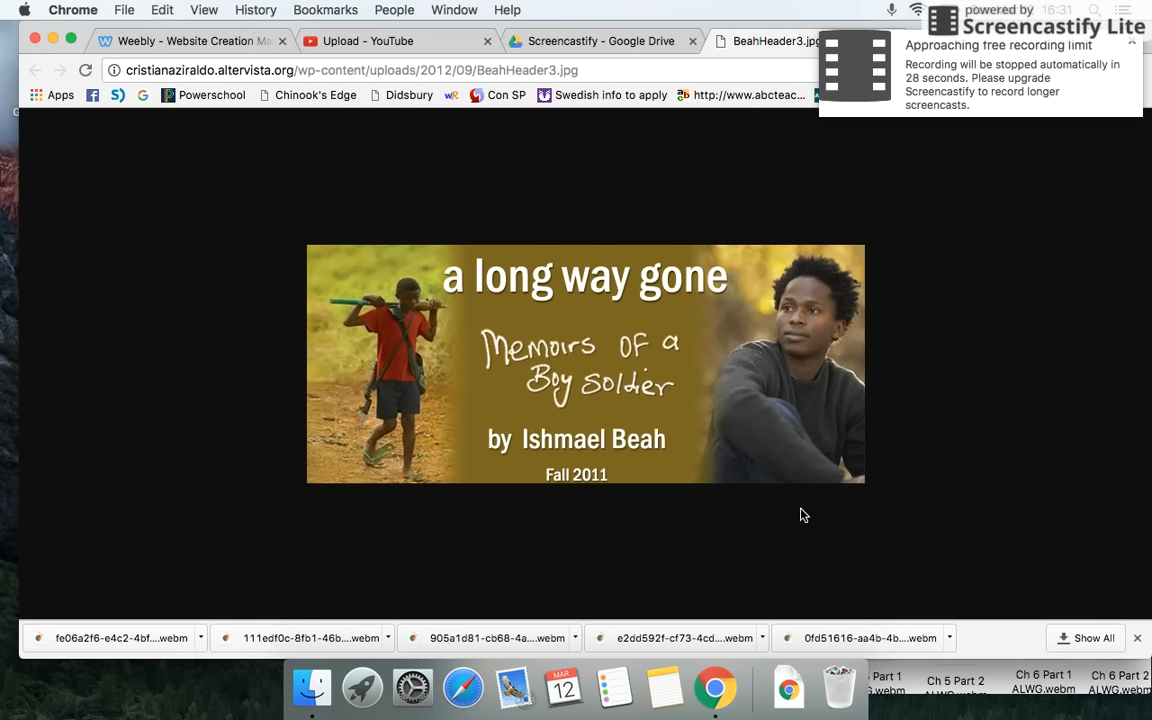 Chrome File Edit View History Bookmarks People Window Help
16:31
powered by
Screencastify Lite
Weebly - Website Creation Ma
Upload - YouTube
Screencastify - Google Drive
BeahHeader3.jpg
cristianaziraldo.altervista.org/wp-content/uploads/2012/09/BeahHeader3.jpg
Approaching free recording limit
Recording will be stopped automatically in
28 seconds. Please upgrade
Screencastify to record longer
screencasts.
Apps
Powerschool
Chinook's Edge
Didsbury
Con SP
Swedish info to apply
http://www.abcteac...
a long way gone
Memoirs of a
Boy Soldier
by Ishmael Beah
Fall 2011
fe06a2f6-e4c2-4bf....webm
111edf0c-8fb1-46b....webm
905a1d81-cb68-4a....webm
e2dd592f-cf73-4cd....webm
0fd51616-aa4b-4b....webm
Show All
MAR
12
Part 1
Ch 5 Part 2
ALWG.webm
Ch 6 Part 1
ALWG.webm
Ch 6 Part 2
ALWG.webm